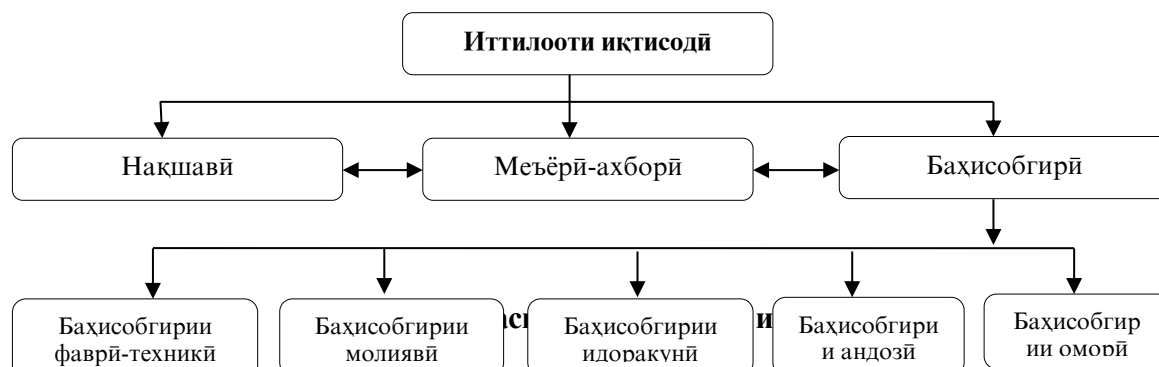 Иттилооти иқтисодӣ
Нақшавӣ
Меъёрӣ-ахборӣ
Баҳисобгирӣ
Баҳисобгирии
фаврӣ-техникӣ
Баҳисобгирии
молиявӣ
Баҳисобгирии
идоракунӣ
Баҳисобгири
и андозӣ
Баҳисобгир
ии оморӣ